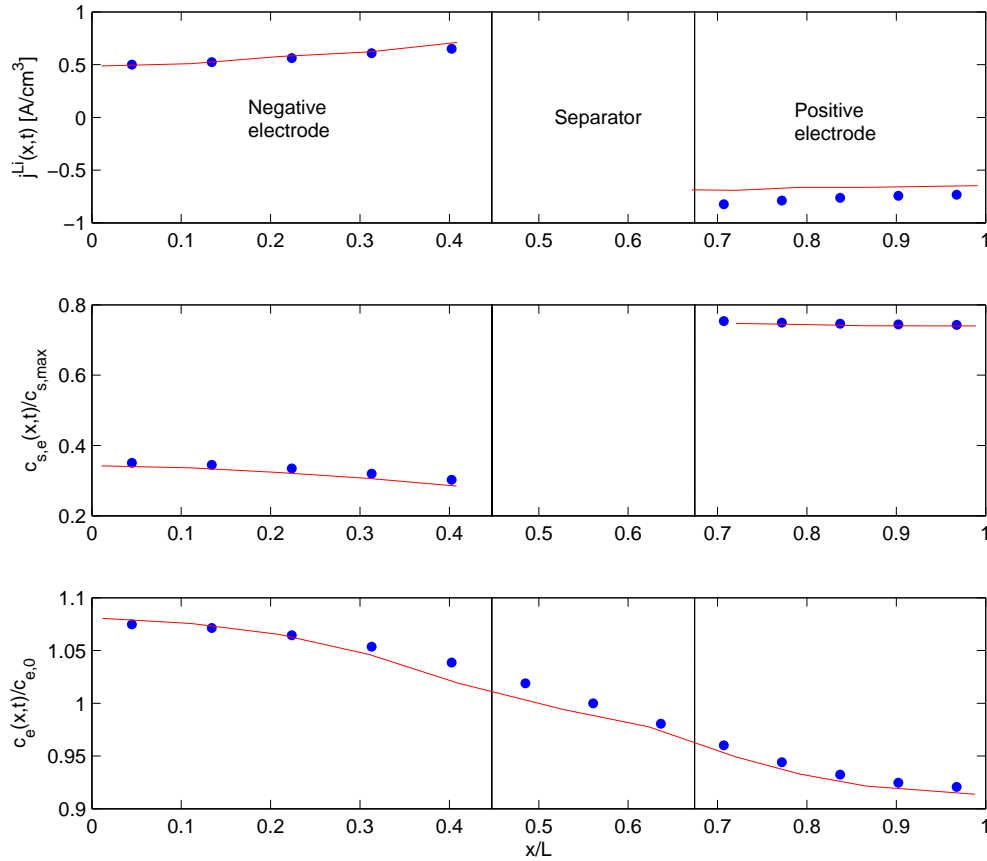 1
0.5
0
−0.5
−1
j^Li(x,t) [A/cm^3]
Negative
electrode
Separator
Positive
electrode
0 0.1 0.2 0.3 0.4 0.5 0.6 0.7 0.8 0.9 1
0.8
0.6
0.4
0.2
c_s,e(x,t)/c_s,max
0 0.1 0.2 0.3 0.4 0.5 0.6 0.7 0.8 0.9 1
1.1
1.05
1
0.95
0.9
c_e(x,t)/c_e,0
0 0.1 0.2 0.3 0.4 0.5 0.6 0.7 0.8 0.9 1
x/L